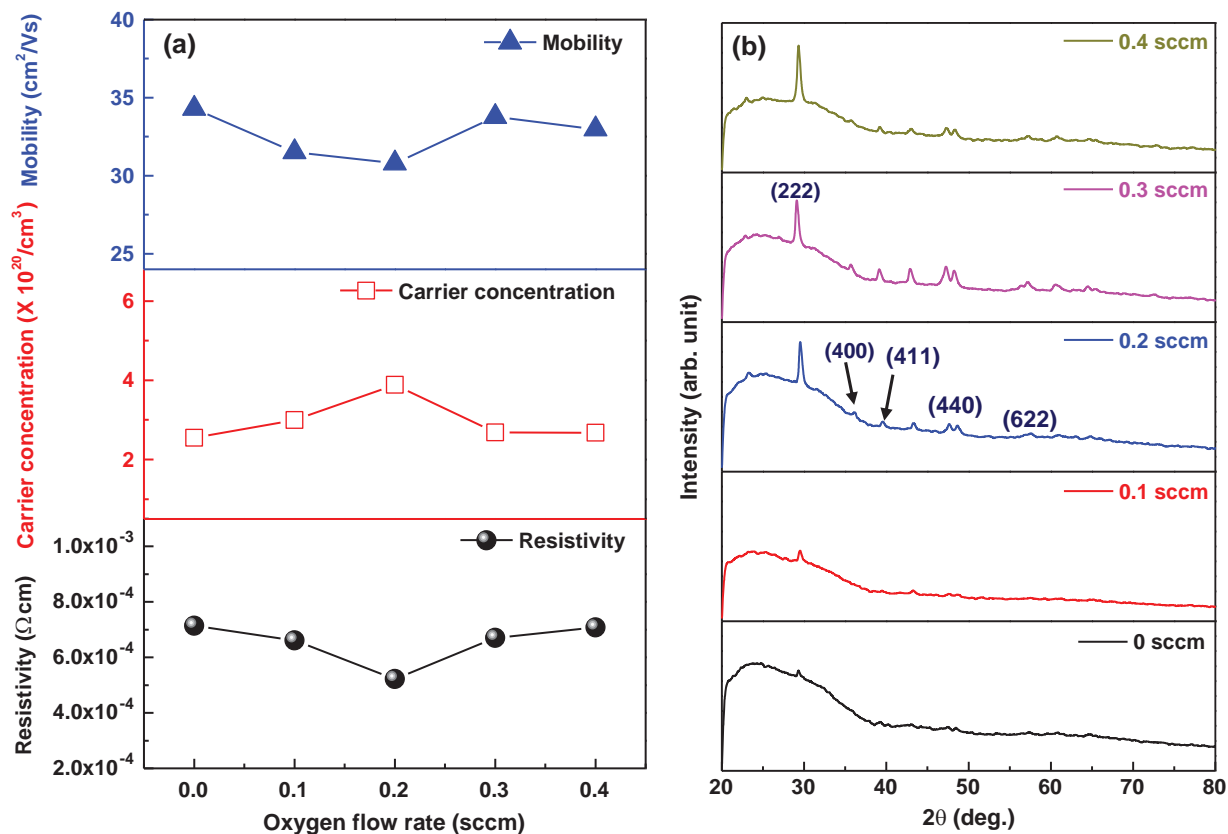 (a)
Mobility
Mobility (cm²/Vs)
40
35
30
25
Carrier concentration
Carrier concentration (X 10²⁰/cm³)
6
4
2
Resistivity
Resistivity (Ωcm)
1.0x10⁻³
8.0x10⁻⁴
6.0x10⁻⁴
4.0x10⁻⁴
2.0x10⁻⁴
0.0 0.1 0.2 0.3 0.4
Oxygen flow rate (sccm)
(b)
Intensity (arb. unit)
0.4 sccm
0.3 sccm
(222)
0.2 sccm
(400)
(411)
(440)
(622)
0.1 sccm
0 sccm
20 30 40 50 60 70 80
2θ (deg.)